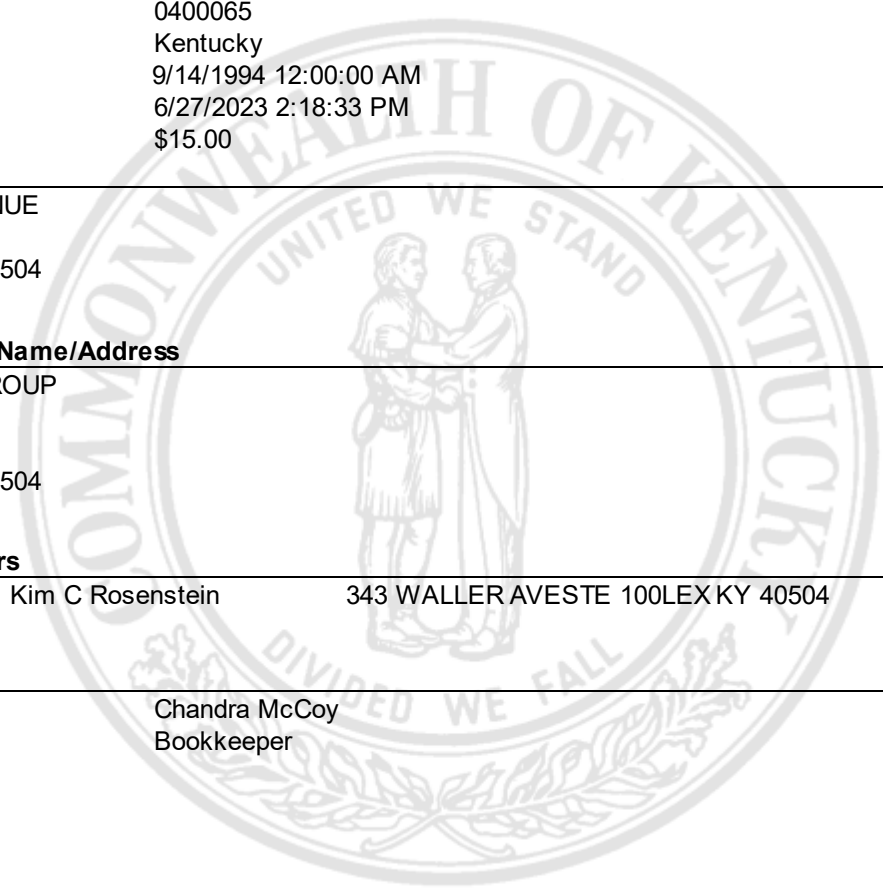 0400065
Kentucky
9/14/1994 12:00:00 AM
6/27/2023 2:18:33 PM
$15.00
NUE
504
Name/Address
ROUP
504
rs
Kim C Rosenstein 343 WALLER AVESTE 100LEX KY 40504
Chandra McCoy
Bookkeeper
COMMONWEALTH OF KENTUCKY
UNITED WE STAND
DIVIDED WE FALL